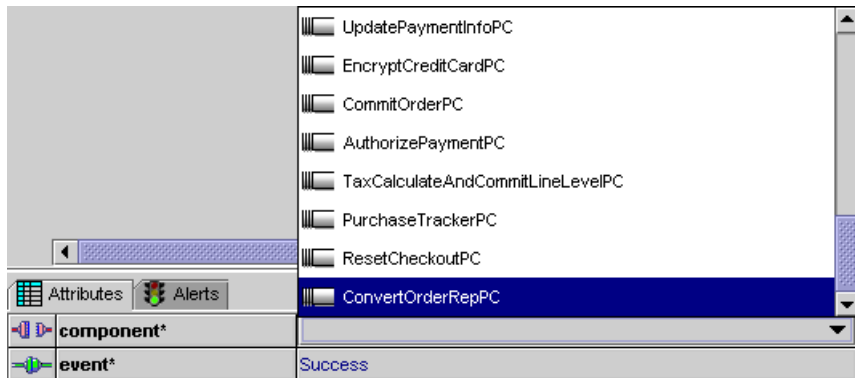 UpdatePaymentInfoPC
EncryptCreditCardPC
CommitOrderPC
AuthorizePaymentPC
TaxCalculateAndCommitLineLevelPC
PurchaseTrackerPC
ResetCheckoutPC
ConvertOrderRepPC
Attributes Alerts
component*
event* Success